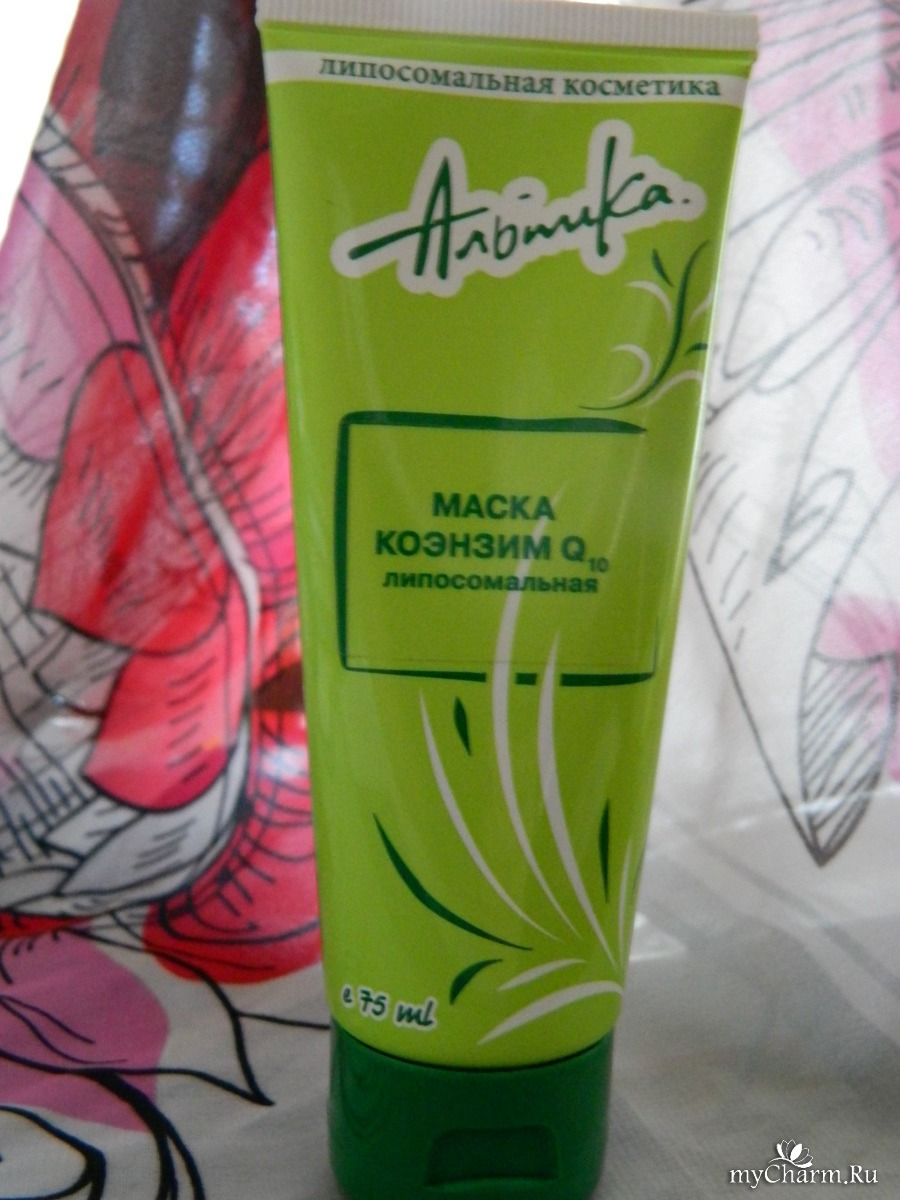 липосомальная косметика
Альпика
МАСКА
КОЭНЗИМ Q10
липосомальная
e 75 ml
myCharm.Ru